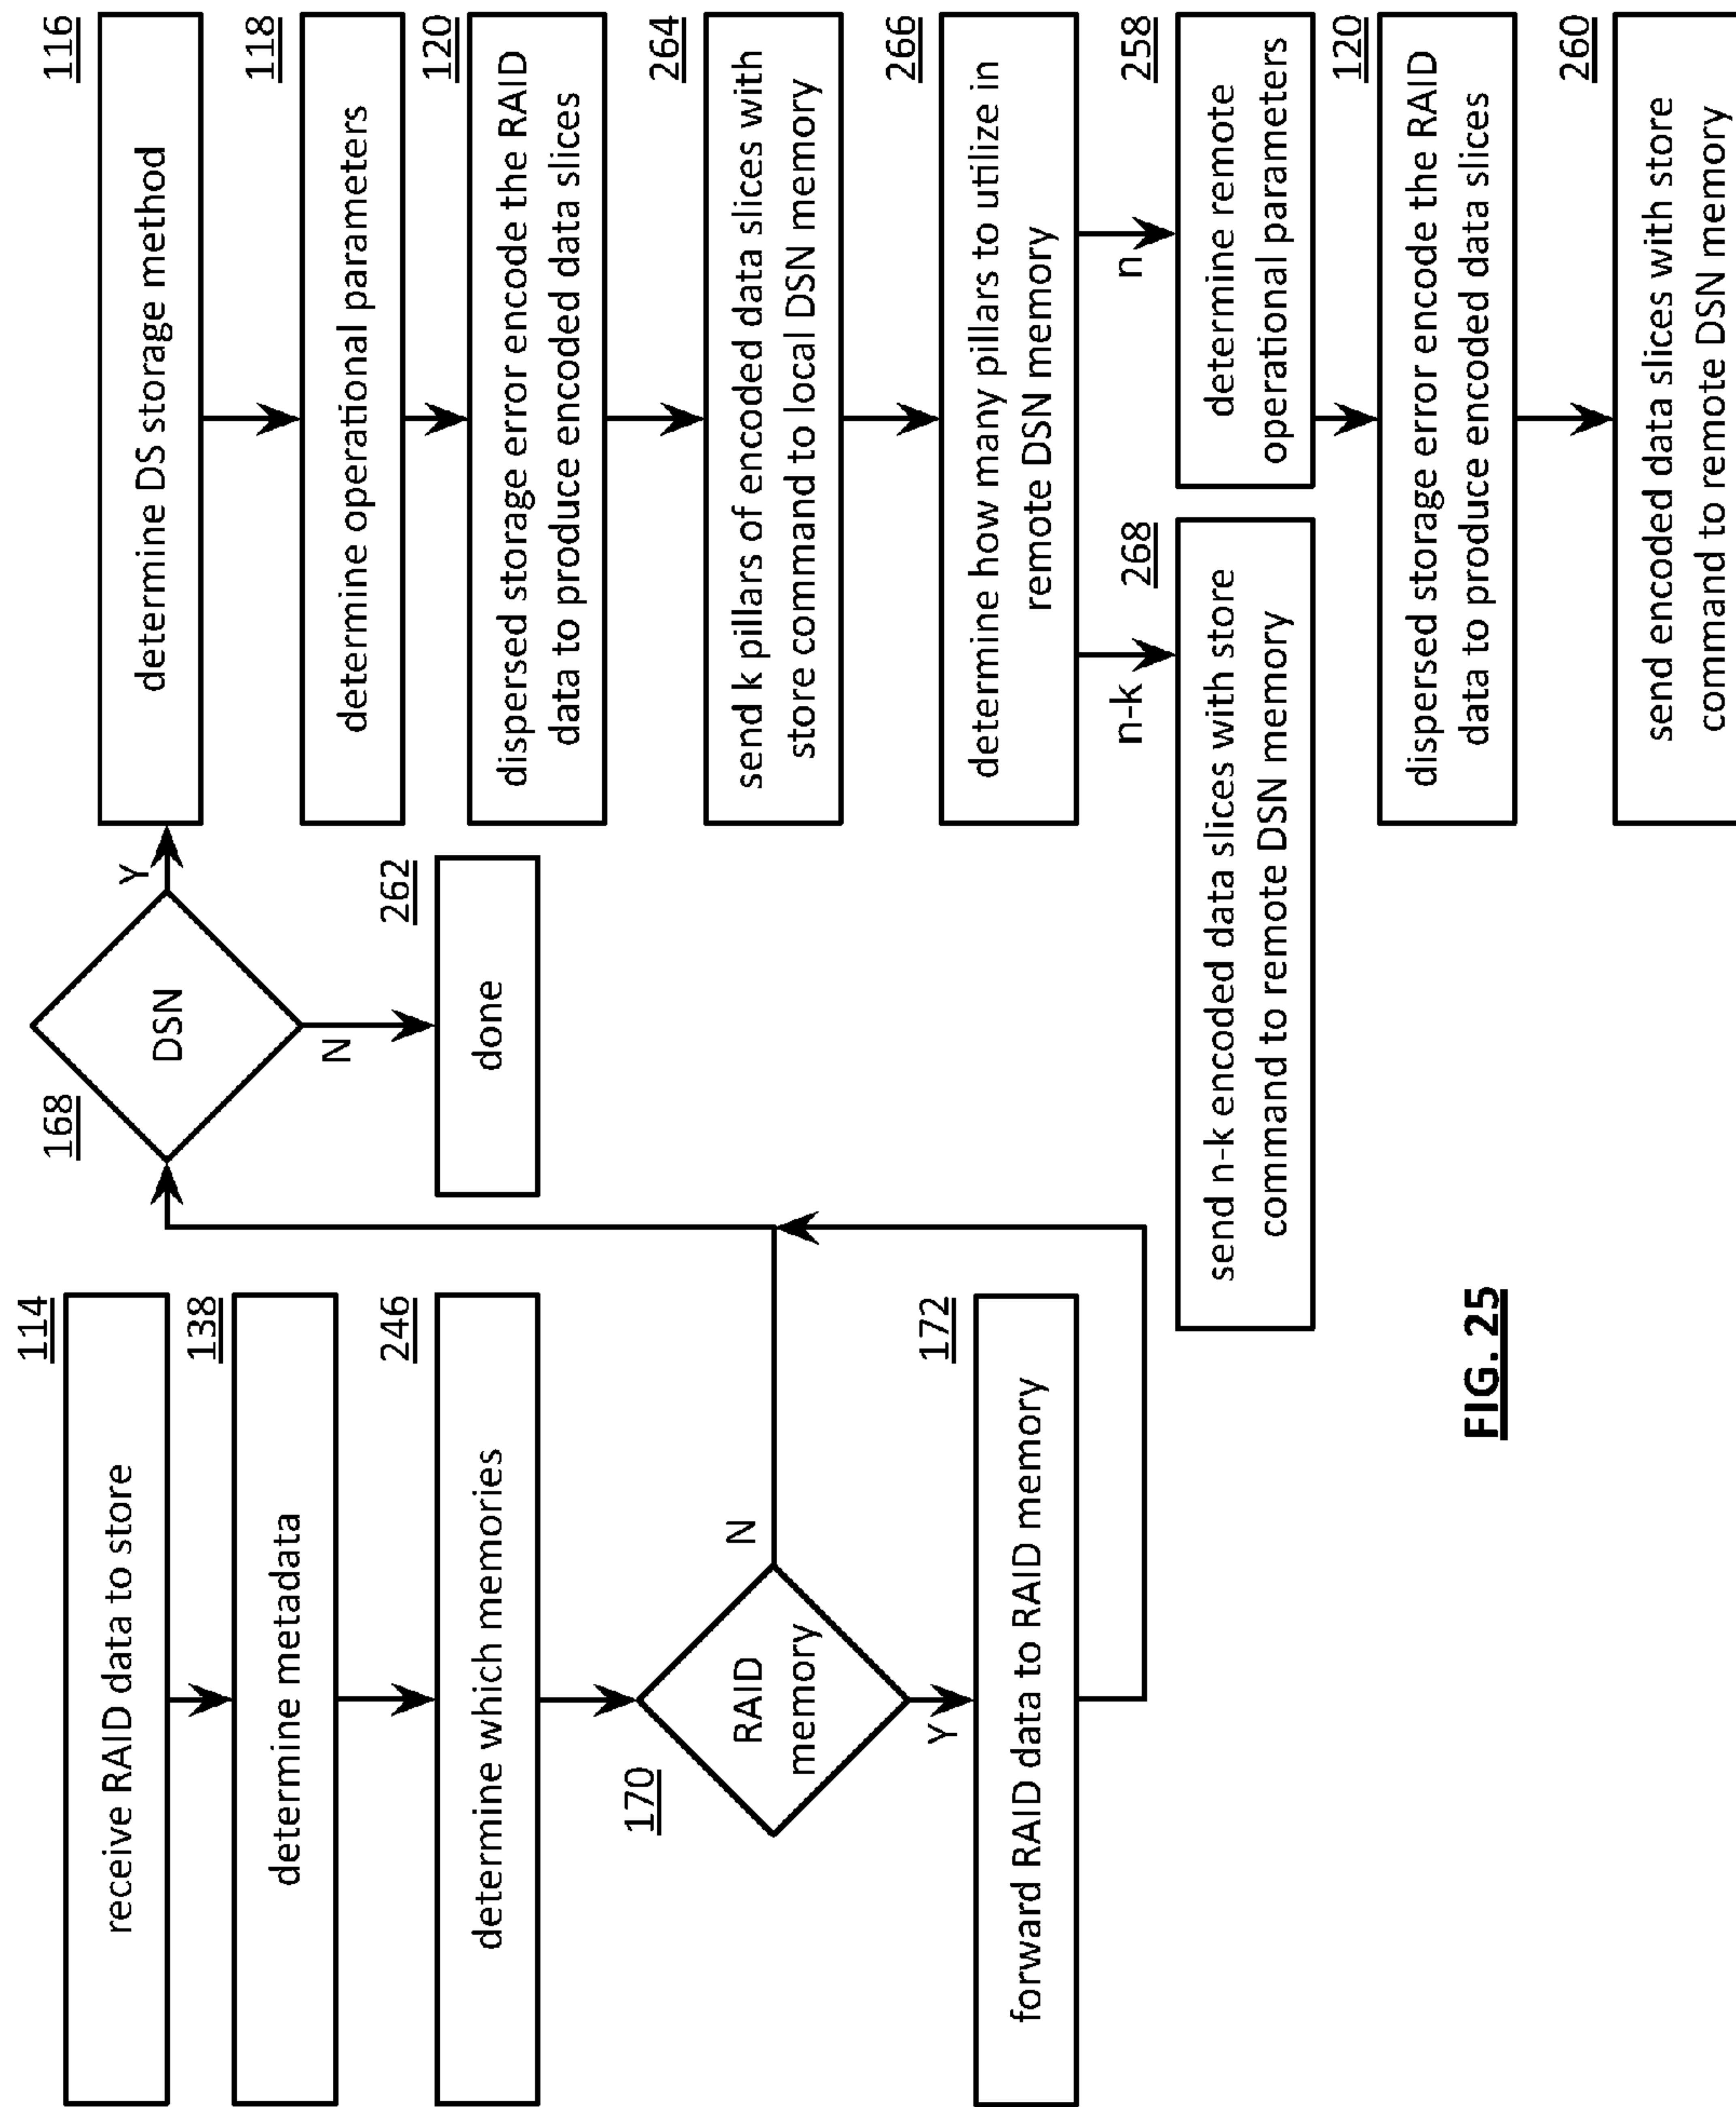 114
receive RAID data to store
138
determine metadata
246
determine which memories
170
RAID
memory
N
Y
172
forward RAID data to RAID memory
168
DSN
Y
N
262
done
116
determine DS storage method
118
determine operational parameters
120
dispersed storage error encode the RAID
data to produce encoded data slices
264
send k pillars of encoded data slices with
store command to local DSN memory
266
determine how many pillars to utilize in
remote DSN memory
n-k
n
268
send n-k encoded data slices with store
command to remote DSN memory
258
determine remote
operational parameters
120
dispersed storage error encode the RAID
data to produce encoded data slices
260
send encoded data slices with store
command to remote DSN memory
FIG. 25